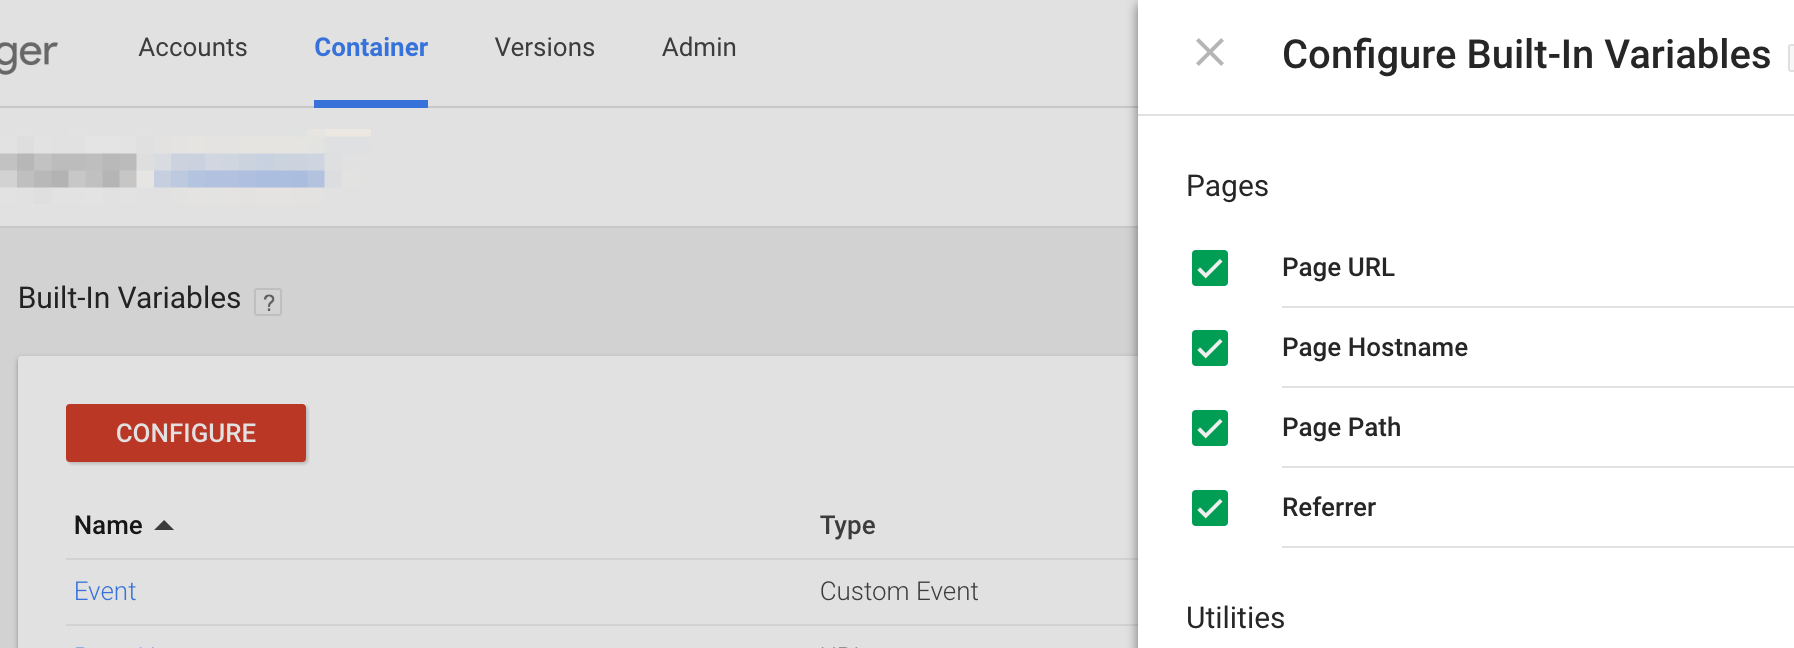 ger Accounts Container Versions Admin
Built-In Variables ?
CONFIGURE
Name Type
Event Custom Event
Configure Built-In Variables
Pages
Page URL
Page Hostname
Page Path
Referrer
Utilities